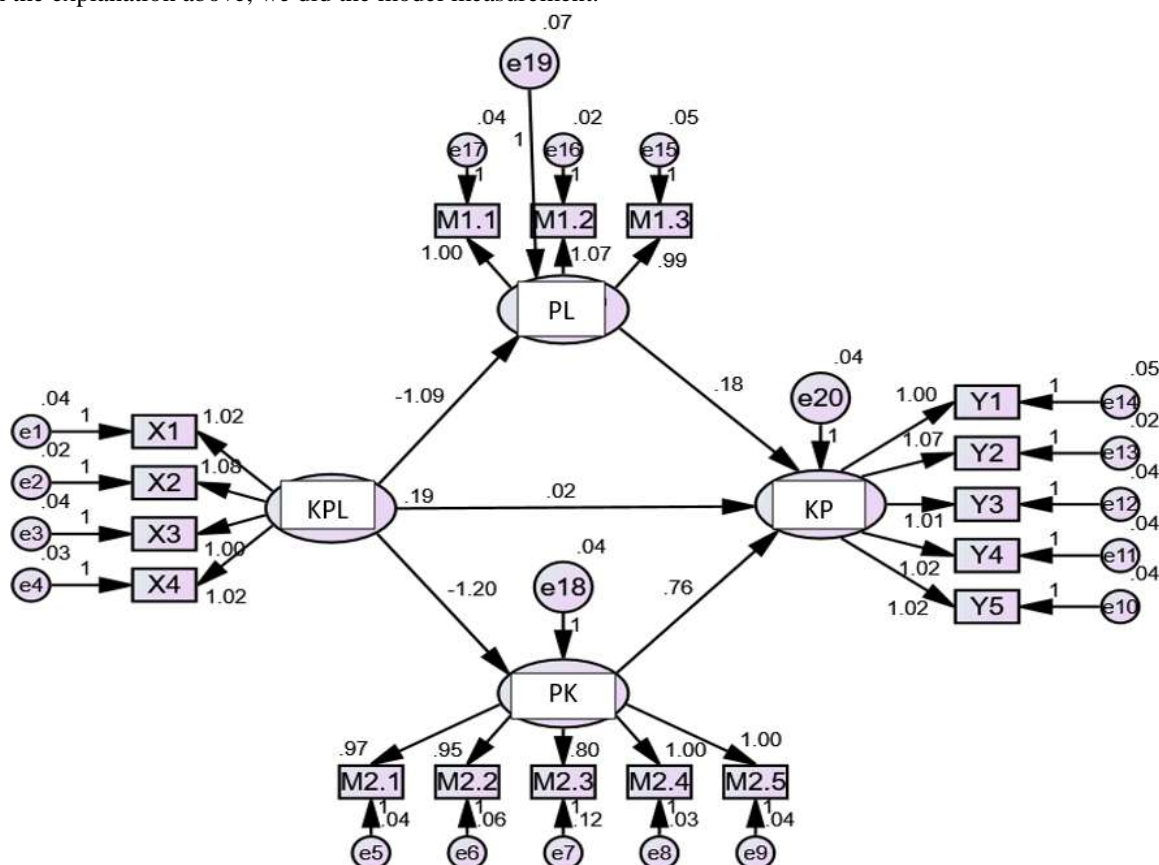 the explanation above, we did the model measurement.
.07
e19
.04 .02 .05
e17 1 e16 e15
1 1 1
M1.1 M1.2 M1.3
1.00 1.07 .99
PL
-1.09 .18
.04
e20
1
.04
e1 1 X1 1.02
.02
e2 1 X2 1.08
.04
e3 1 X3 1.00
.03
e4 1 X4 1.02
KPL .19 .02 KP
1.00 Y1 1 .05 e14
1.07 Y2 1 .02 e13
1.01 Y3 1 .04 e12
1.02 Y4 1 .04 e11
1.02 Y5 1 .04 e10
-1.20 .04 .76
e18
1
PK
.97 .95 .80 1.00 1.00
M2.1 M2.2 M2.3 M2.4 M2.5
1 1 1 1 1
.04 .06 .12 .03 .04
e5 e6 e7 e8 e9